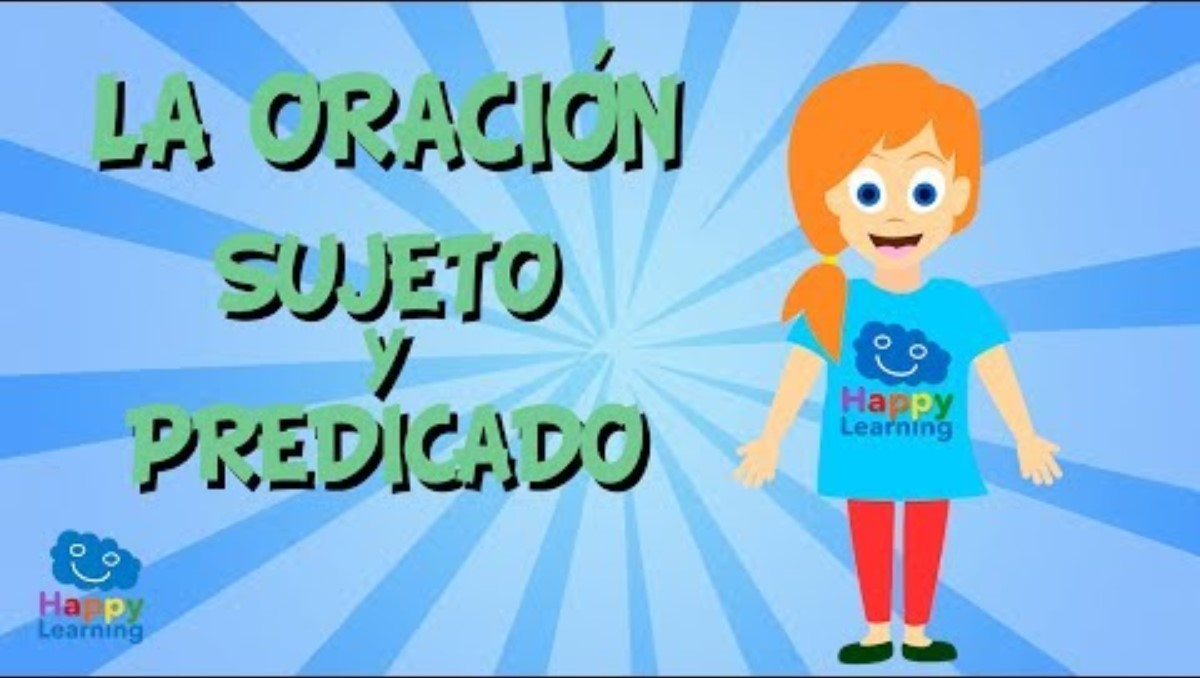 LA ORACIÓN
SUJETO
Y
PREDICADO
Happy
Learning
Happy
Learning